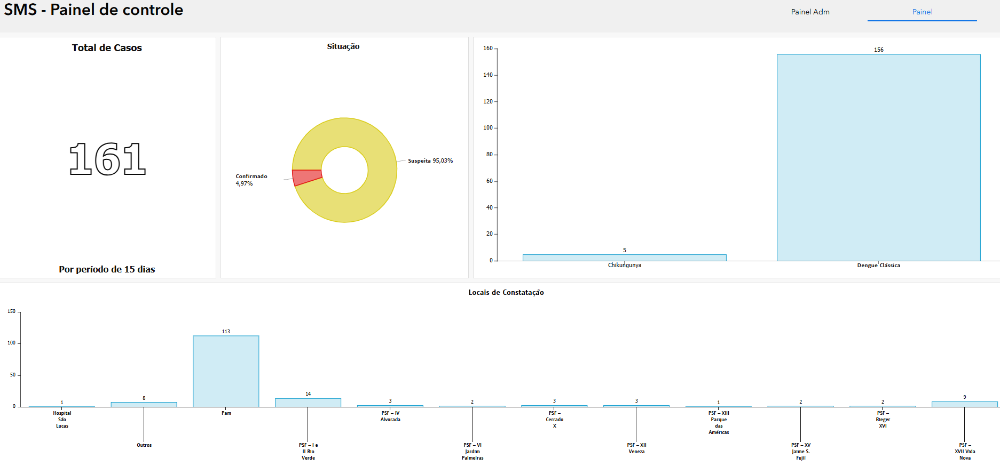 SMS - Painel de controle
Painel Adm
Painel
Total de Casos
161
Por período de 15 dias
Situação
Suspeita 95,03%
Confirmado
4,97%
160
140
120
100
80
60
40
20
0
5
156
Chikungunya
Dengue Clássica
Locais de Constatação
150
100
50
0
1
8
113
14
3
2
3
3
1
2
2
9
Hospital
São
Lucas
Outros
Pam
PSF – I e
II Rio
Verde
PSF – IV
Alvorada
PSF – VI
Jardim
Palmeiras
PSF –
Cerrado
X
PSF – XII
Veneza
PSF – XIII
Parque
das
Américas
PSF – XV
Jaime S.
Fujii
PSF –
Bieger
XVI
PSF –
XVII Vida
Nova